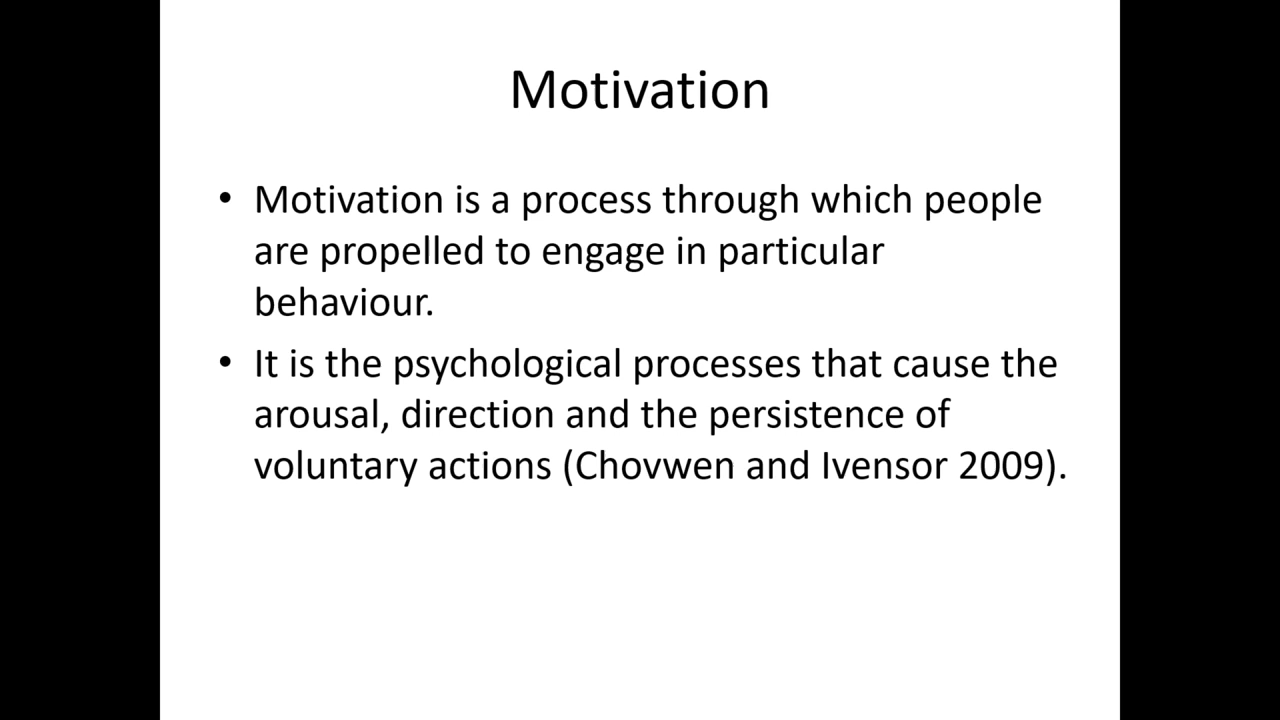 Motivation
• Motivation is a process through which people
are propelled to engage in particular
behaviour.
• It is the psychological processes that cause the
arousal, direction and the persistence of
voluntary actions (Chovwen and Ivensor 2009).